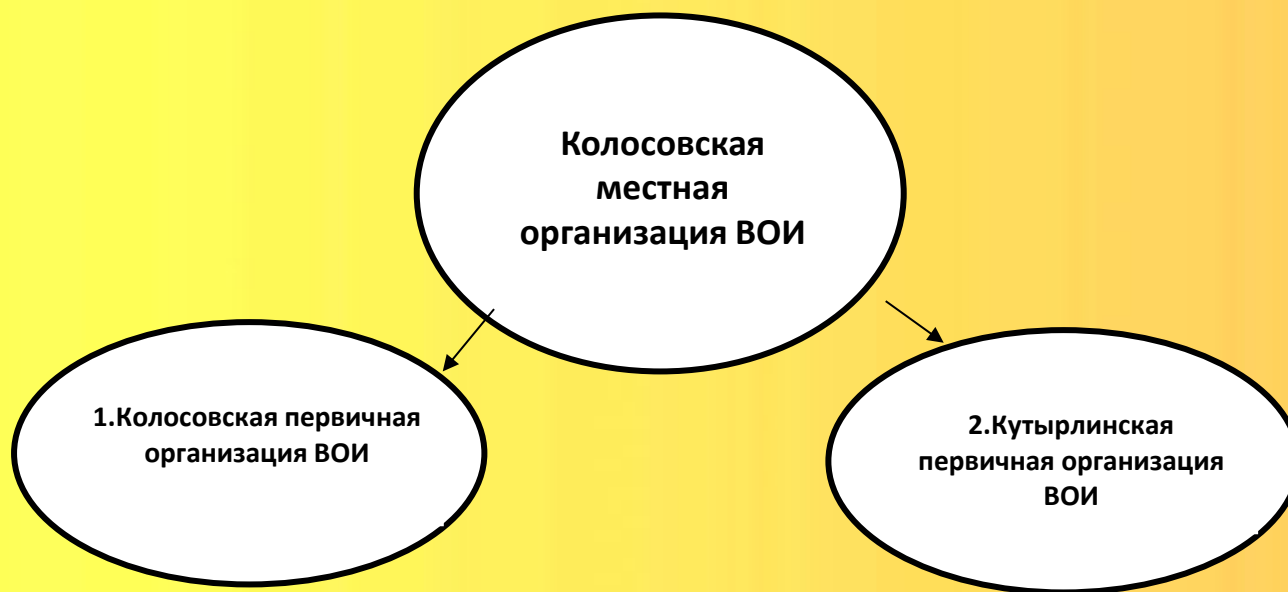 Колосовская
местная
организация ВОИ
1.Колосовская первичная
организация ВОИ
2.Кутырлинская
первичная организация
ВОИ